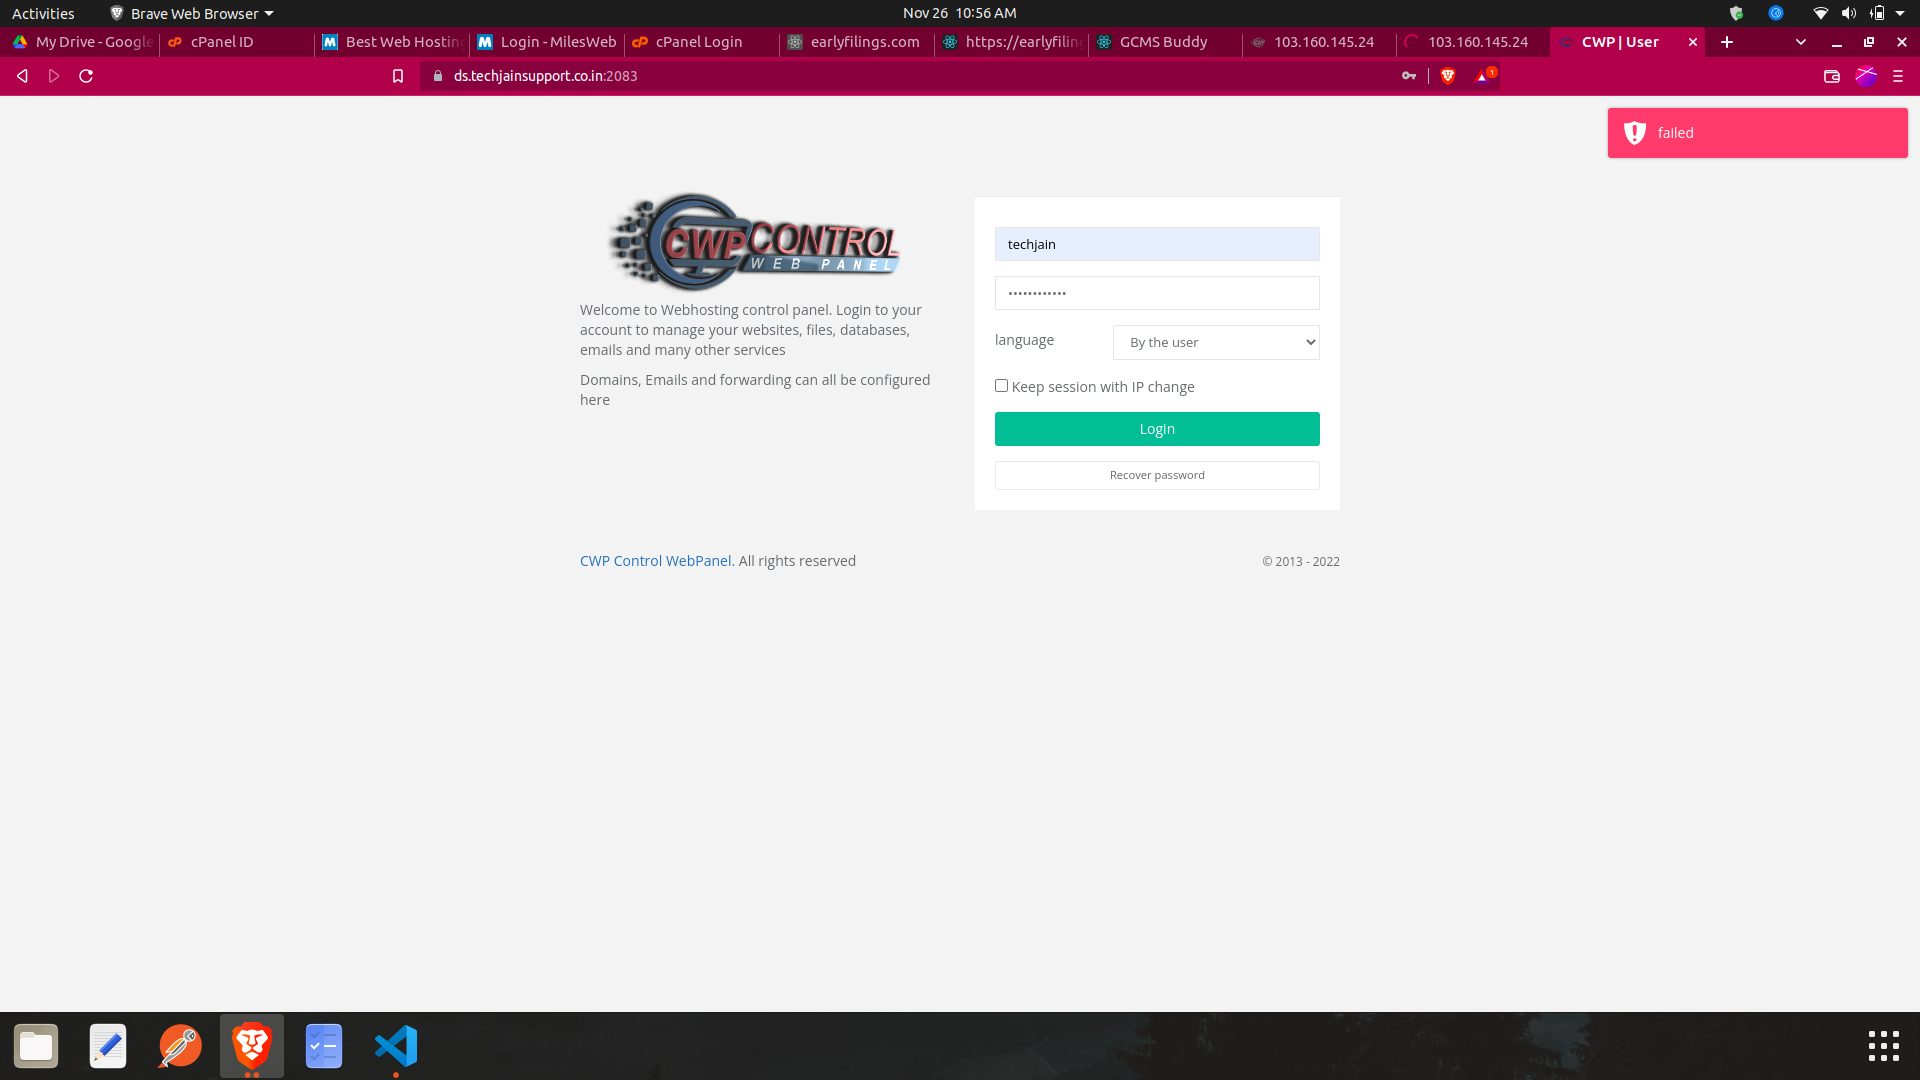 Activities
Brave Web Browser
Nov 26 10:56 AM
My Drive - Google
cPanel ID
Best Web Hosting
Login - MilesWeb
cPanel Login
earlyfilings.com
https://earlyfiling
GCMS Buddy
103.160.145.24
103.160.145.24
CWP | User
ds.techjainsupport.co.in:2083
1
failed
CWP CONTROL
WEB PANEL
Welcome to Webhosting control panel. Login to your
account to manage your websites, files, databases,
emails and many other services
Domains, Emails and forwarding can all be configured
here
techjain
••••••••••••
language
By the user
Keep session with IP change
Login
Recover password
CWP Control WebPanel. All rights reserved
© 2013 - 2022